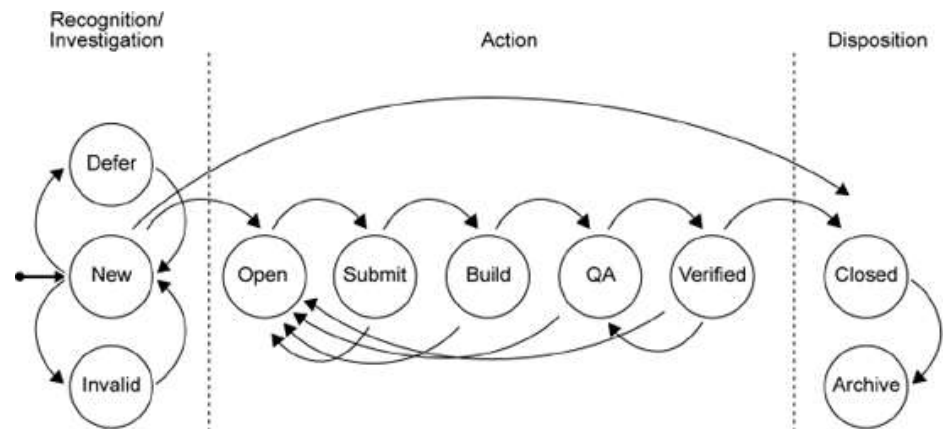 Recognition/
Investigation
Action
Disposition
Defer
New
Open
Submit
Build
QA
Verified
Closed
Invalid
Archive